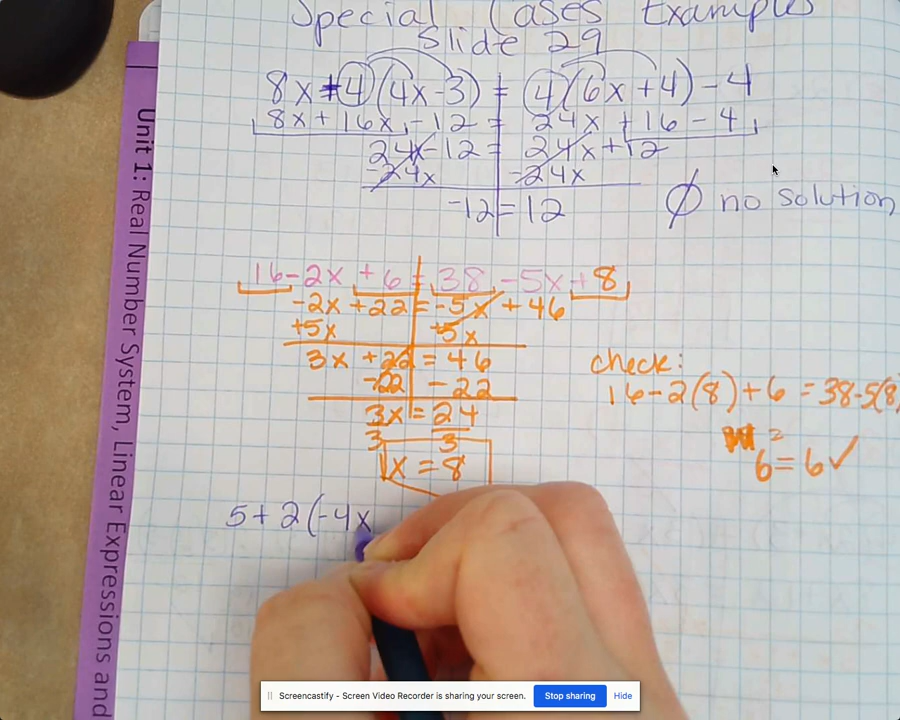 Special Cases Examples
Slide 29
8x + 4(4x - 3) = 4(6x + 4) - 4
8x + 16x - 12 = 24x + 16 - 4
24x - 12 = 24x + 12
-24x -24x
-12 = 12 Ø no solution
16 - 2x + 6 = 38 - 5x + 8
-2x + 22 = -5x + 46
+5x +5x
3x + 22 = 46
-22 - 22
3x = 24
3 3
x = 8
check:
16 - 2(8) + 6 = 38 - 5(8)
6 = 6 ✓
5 + 2(-4x
Unit 1: Real Number System, Linear Expressions and
Screencastify - Screen Video Recorder is sharing your screen. Stop sharing Hide